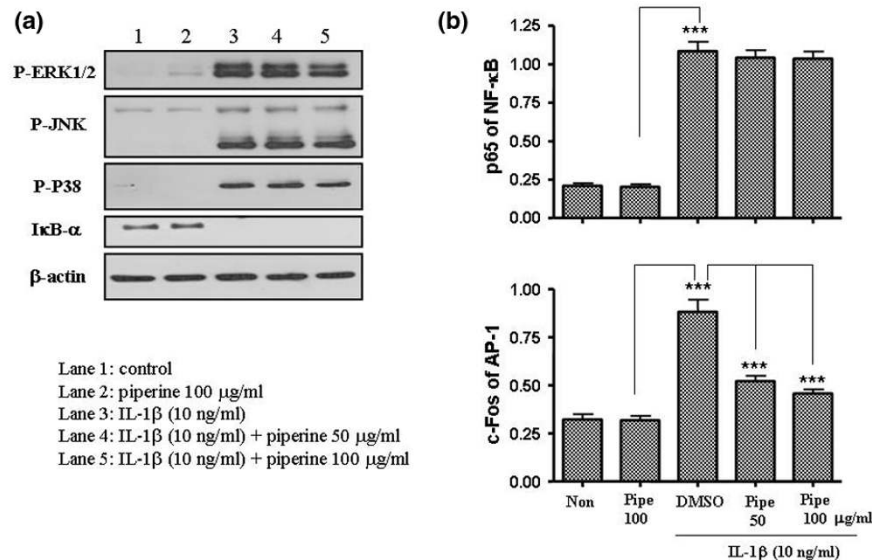 (a)
1 2 3 4 5
P-ERK1/2
P-JNK
P-P38
IκB-α
β-actin
Lane 1: control
Lane 2: piperine 100 μg/ml
Lane 3: IL-1β (10 ng/ml)
Lane 4: IL-1β (10 ng/ml) + piperine 50 μg/ml
Lane 5: IL-1β (10 ng/ml) + piperine 100 μg/ml
(b)
p65 of NF-κB
1.25
1.00
0.75
0.50
0.25
0.00
***
c-Fos of AP-1
1.00
0.75
0.50
0.25
0.00
***
***
***
Non Pipe DMSO Pipe Pipe
100 50 100 μg/ml
IL-1β (10 ng/ml)